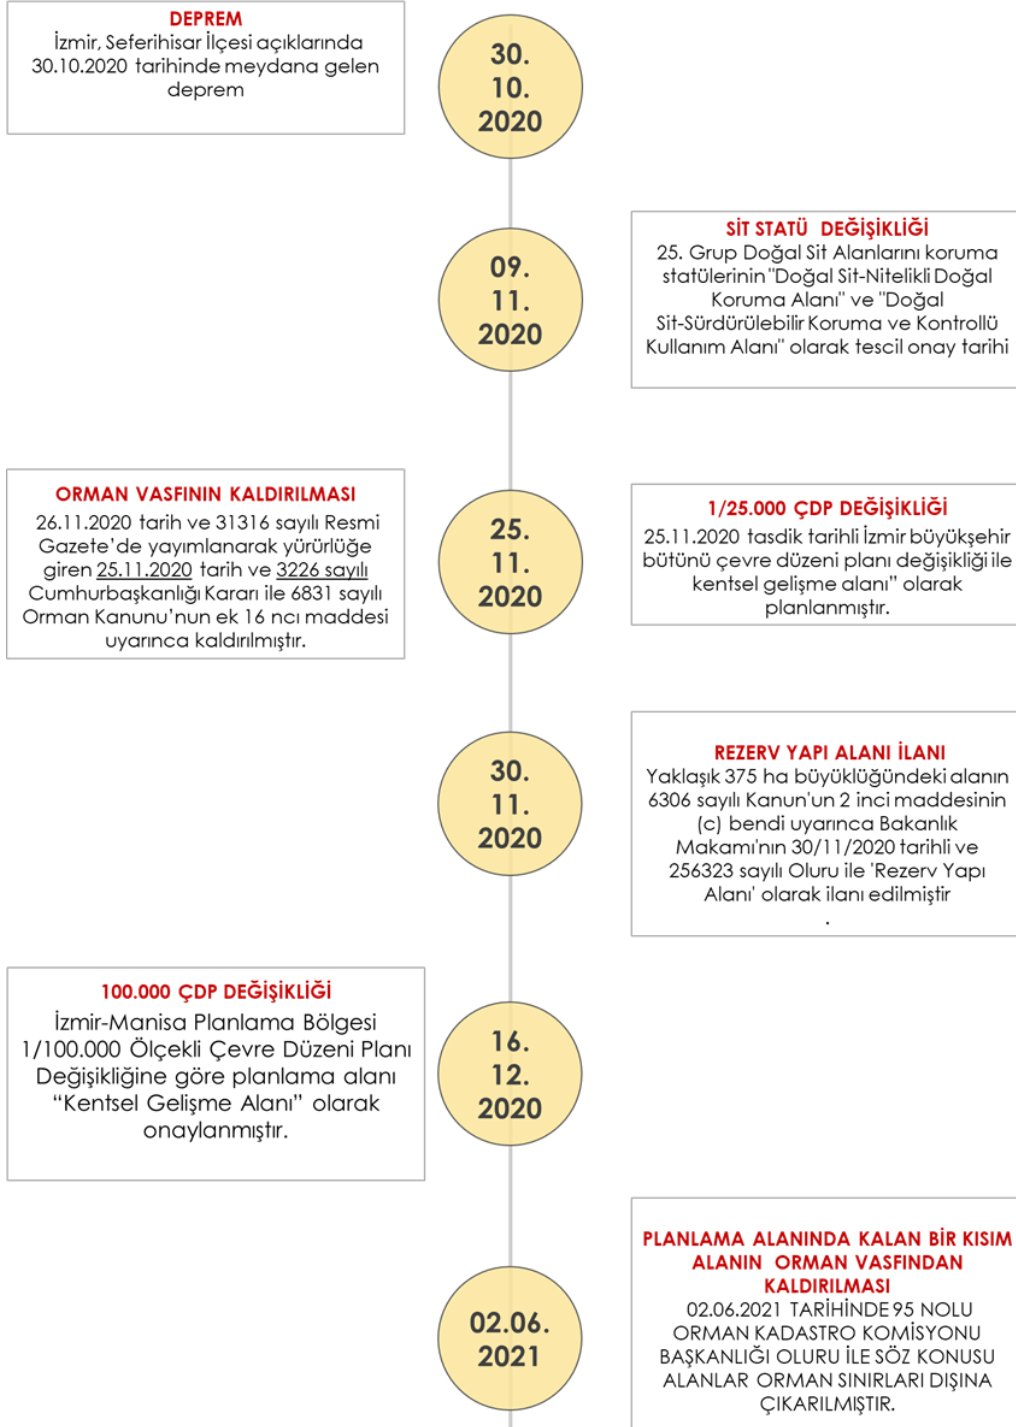 DEPREM
İzmir, Seferihisar İlçesi açıklarında
30.10.2020 tarihinde meydana gelen
deprem
30.
10.
2020
09.
11.
2020
SİT STATÜ DEĞİŞİKLİĞİ
25. Grup Doğal Sit Alanlarını koruma
statülerinin "Doğal Sit-Nitelikli Doğal
Koruma Alanı" ve "Doğal
Sit-Sürdürülebilir Koruma ve Kontrollü
Kullanım Alanı" olarak tescil onay tarihi
ORMAN VASFININ KALDIRILMASI
26.11.2020 tarih ve 31316 sayılı Resmi
Gazete’de yayımlanarak yürürlüğe
giren 25.11.2020 tarih ve 3226 sayılı
Cumhurbaşkanlığı Kararı ile 6831 sayılı
Orman Kanunu’nun ek 16 ncı maddesi
uyarınca kaldırılmıştır.
25.
11.
2020
1/25.000 ÇDP DEĞİŞİKLİĞİ
25.11.2020 tasdik tarihli İzmir büyükşehir
bütünü çevre düzeni planı değişikliği ile
kentsel gelişme alanı” olarak
planlanmıştır.
30.
11.
2020
REZERV YAPI ALANI İLANI
Yaklaşık 375 ha büyüklüğündeki alanın
6306 sayılı Kanun'un 2 inci maddesinin
(c) bendi uyarınca Bakanlık
Makamı'nın 30/11/2020 tarihli ve
256323 sayılı Oluru ile 'Rezerv Yapı
Alanı' olarak ilanı edilmiştir
.
100.000 ÇDP DEĞİŞİKLİĞİ
İzmir-Manisa Planlama Bölgesi
1/100.000 Ölçekli Çevre Düzeni Planı
Değişikliğine göre planlama alanı
“Kentsel Gelişme Alanı” olarak
onaylanmıştır.
16.
12.
2020
02.06.
2021
PLANLAMA ALANINDA KALAN BİR KISIM
ALANIN ORMAN VASFINDAN
KALDIRILMASI
02.06.2021 TARİHİNDE 95 NOLU
ORMAN KADASTRO KOMİSYONU
BAŞKANLIĞI OLURU İLE SÖZ KONUSU
ALANLAR ORMAN SINIRLARI DIŞINA
ÇIKARILMIŞTIR.